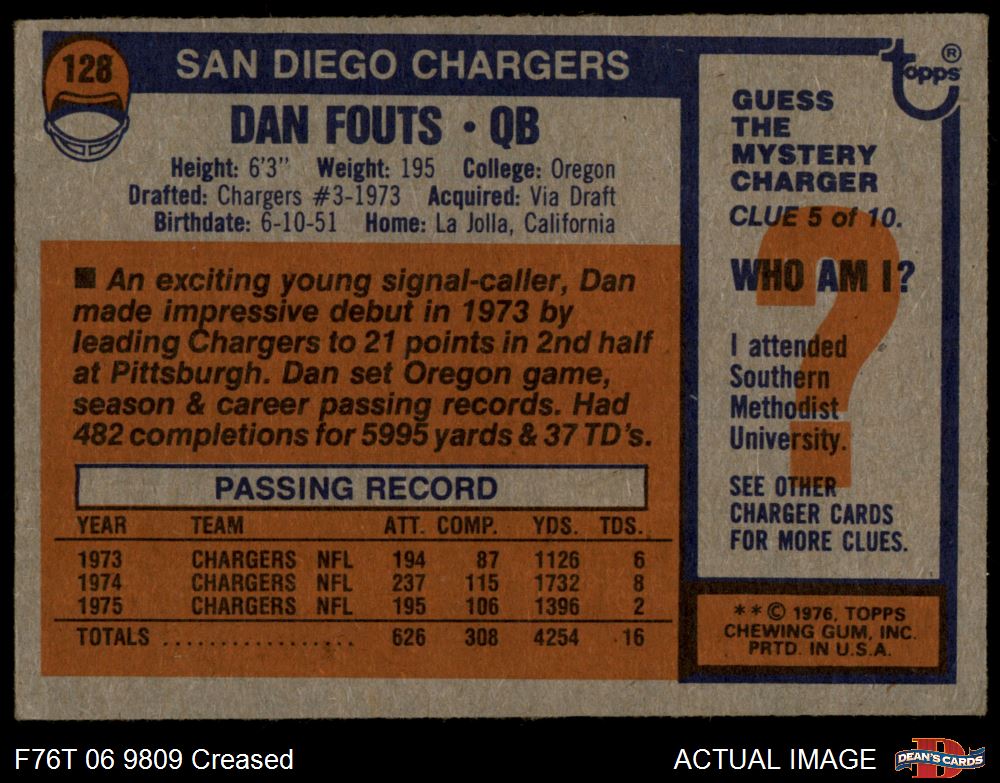 128
SAN DIEGO CHARGERS
DAN FOUTS • QB
Height: 6'3" Weight: 195 College: Oregon
Drafted: Chargers #3-1973 Acquired: Via Draft
Birthdate: 6-10-51 Home: La Jolla, California
■ An exciting young signal-caller, Dan
made impressive debut in 1973 by
leading Chargers to 21 points in 2nd half
at Pittsburgh. Dan set Oregon game,
season & career passing records. Had
482 completions for 5995 yards & 37 TD's.
PASSING RECORD
YEAR TEAM ATT. COMP. YDS. TDS.
1973 CHARGERS NFL 194 87 1126 6
1974 CHARGERS NFL 237 115 1732 8
1975 CHARGERS NFL 195 106 1396 2
TOTALS .................... 626 308 4254 16
topps ®
GUESS
THE
MYSTERY
CHARGER
CLUE 5 of 10.
?
WHO AM I?
I attended
Southern
Methodist
University.
SEE OTHER
CHARGER CARDS
FOR MORE CLUES.
**© 1976, TOPPS
CHEWING GUM, INC.
PRTD. IN U.S.A.
F76T 06 9809 Creased
ACTUAL IMAGE
D
DEAN'S CARDS